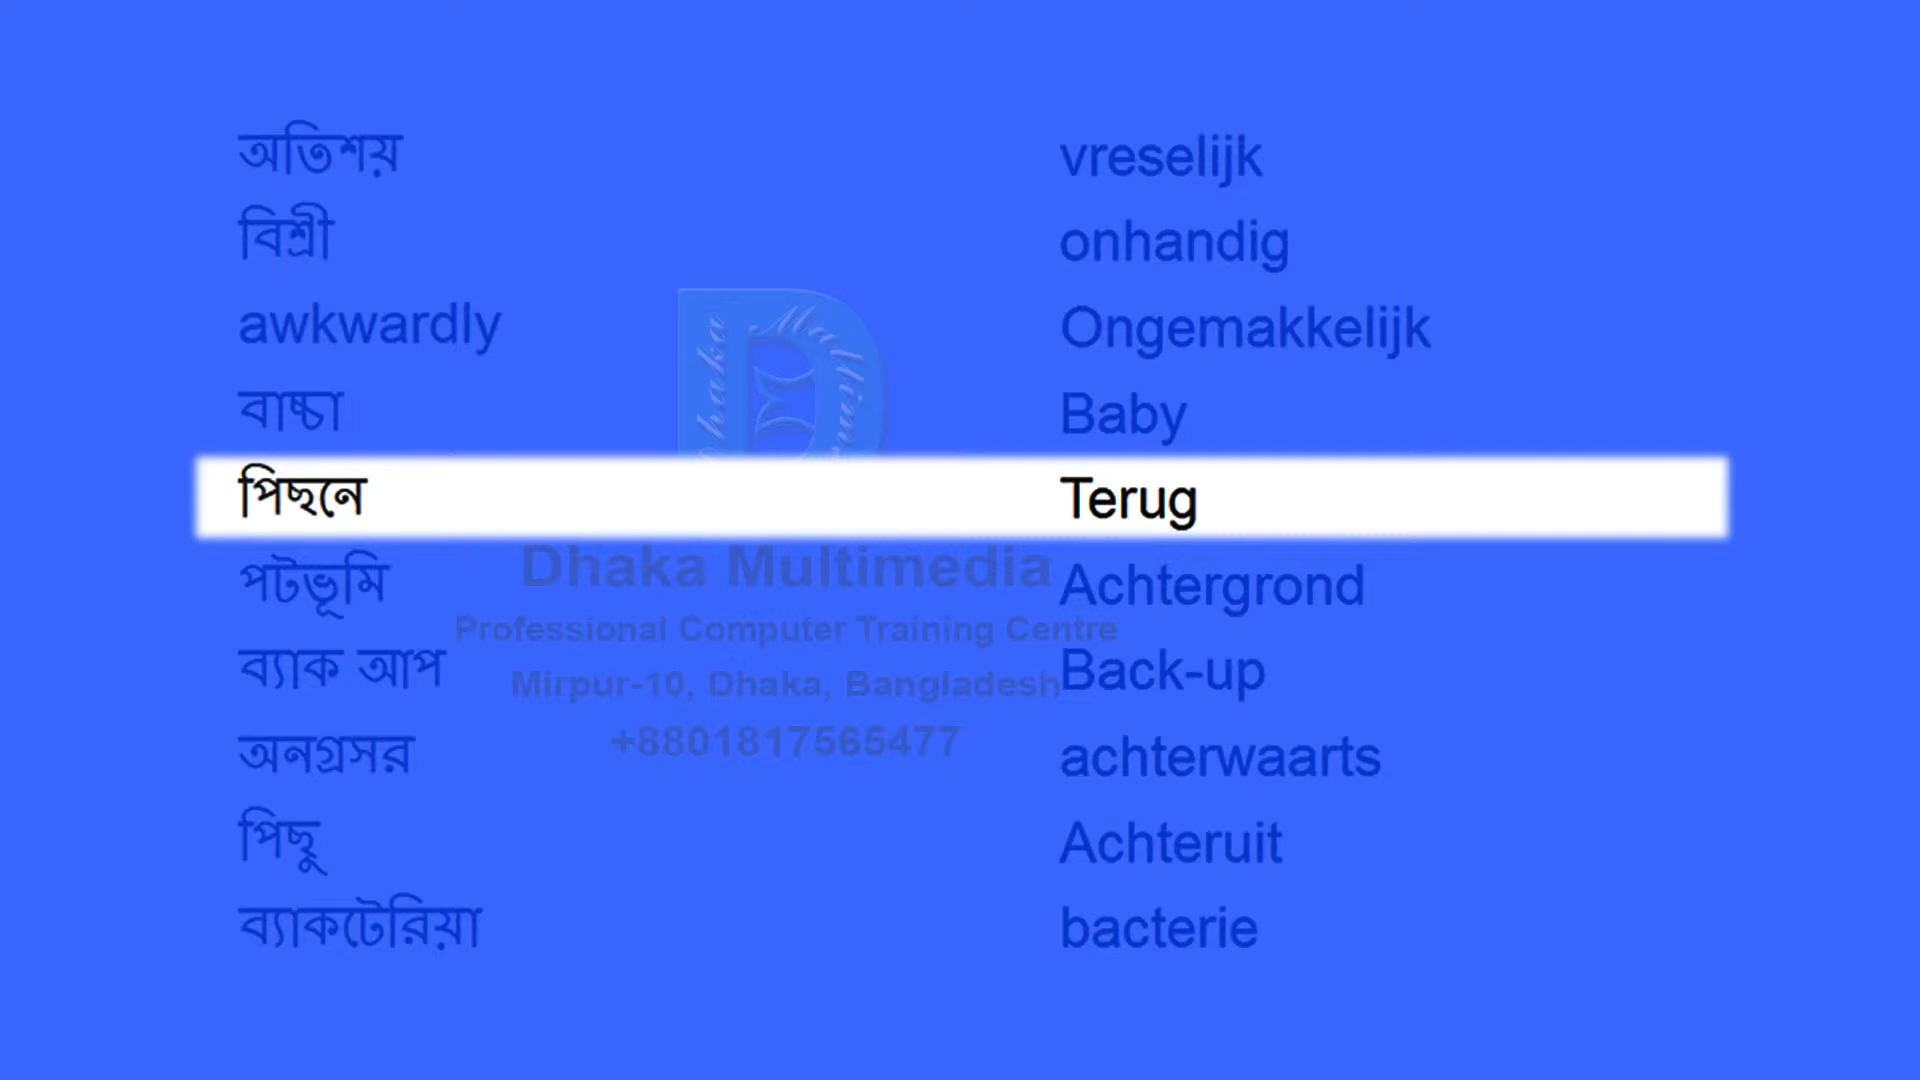 অতিশয় vreselijk
বিশ্রী onhandig
awkwardly Ongemakkelijk
বাচ্চা Baby
পিছনে Terug
Dhaka Multimedia
পটভূমি Achtergrond
Professional Computer Training Centre
ব্যাক আপ Back-up
Mirpur-10, Dhaka, Bangladesh
অনগ্রসর achterwaarts
+8801817565477
পিছু Achteruit
ব্যাকটেরিয়া bacterie